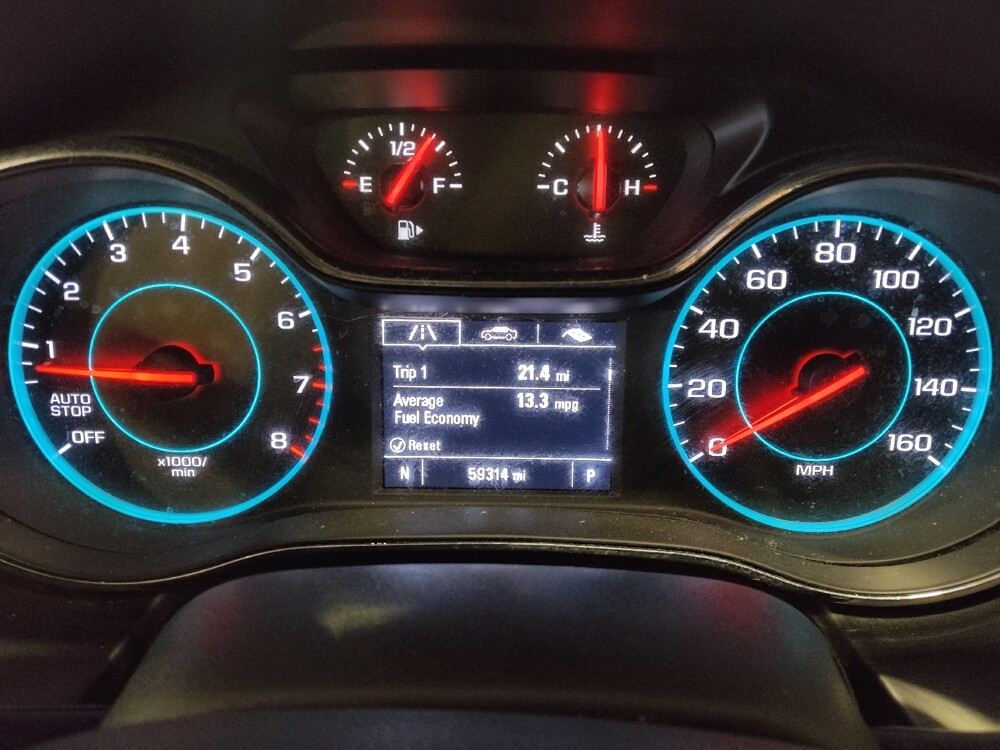 1/2
E F
C H
1
2
3
4
5
6
7
8
AUTO
STOP
OFF
x1000/
min
Trip 1 21.4 mi
Average 13.3 mpg
Fuel Economy
Reset
N 59314 mi P
0
20
40
60
80
100
120
140
160
MPH